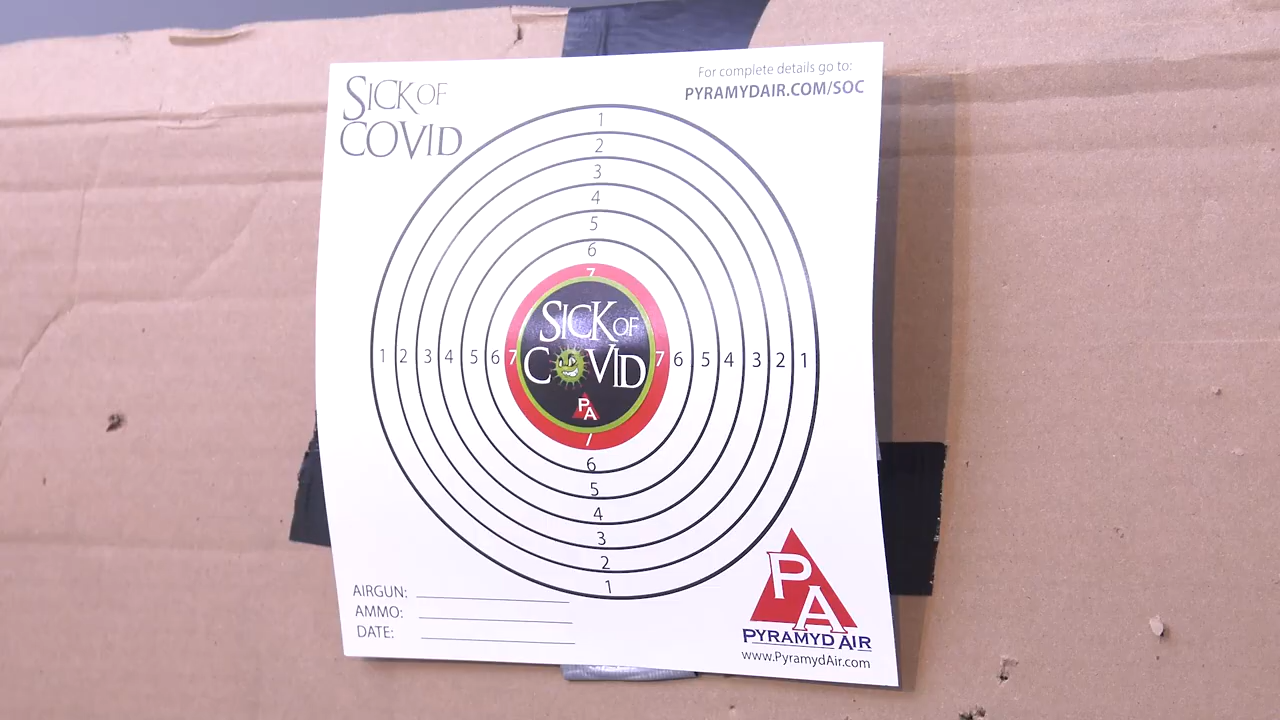 SICK OF
COVID
For complete details go to:
PYRAMYDAIR.COM/SOC
1
2
3
4
5
6
7
SICK OF
COVID
PA
1 2 3 4 5 6 7 7 6 5 4 3 2 1
7
6
5
4
3
2
1
AIRGUN:
AMMO:
DATE:
PA
PYRAMYD AIR
www.PyramydAir.com